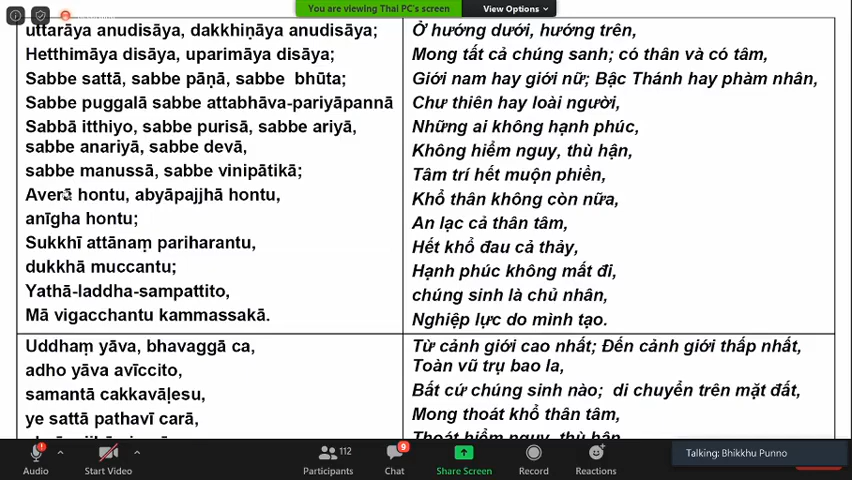 You are viewing Thai PC's screen
View Options
uttarāya anudisāya, dakkhiṇāya anudisāya;
Hetthimāya disāya, uparimāya disāya;
Sabbe sattā, sabbe pāṇā, sabbe bhūta;
Sabbe puggalā sabbe attabhāva-pariyāpannā
Sabbā itthiyo, sabbe purisā, sabbe ariyā,
sabbe anariyā, sabbe devā,
sabbe manussā, sabbe vinipātikā;
Averā hontu, abyāpajjhā hontu,
anīgha hontu;
Sukkhī attānaṃ pariharantu,
dukkhā muccantu;
Yathā-laddha-sampattito,
Mā vigacchantu kammassakā.
Ở hướng dưới, hướng trên,
Mong tất cả chúng sanh; có thân và có tâm,
Giới nam hay giới nữ; Bậc Thánh hay phàm nhân,
Chư thiên hay loài người,
Những ai không hạnh phúc,
Không hiểm nguy, thù hận,
Tâm trí hết muộn phiền,
Khổ thân không còn nữa,
An lạc cả thân tâm,
Hết khổ đau cả thảy,
Hạnh phúc không mất đi,
chúng sinh là chủ nhân,
Nghiệp lực do mình tạo.
Uddhaṃ yāva, bhavaggā ca,
adho yāva avīccito,
samantā cakkavāḷesu,
ye sattā pathavī carā,
Từ cảnh giới cao nhất; Đến cảnh giới thấp nhất,
Toàn vũ trụ bao la,
Bất cứ chúng sinh nào; di chuyển trên mặt đất,
Mong thoát khổ thân tâm,
Thoát hiểm nguy, thù hận
Audio
Start Video
112
Participants
9
Chat
Share Screen
Record
Reactions
Talking: Bhikkhu Punno